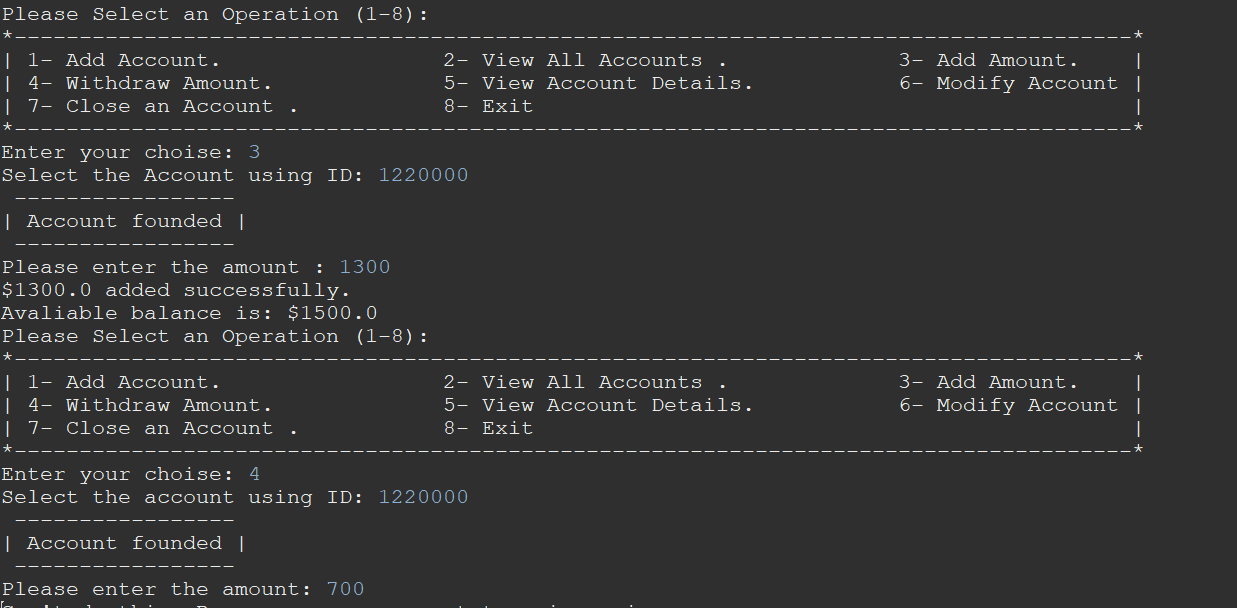 Please Select an Operation (1-8):
*--------------------------------------------------------------------------------------*
| 1- Add Account. 2- View All Accounts . 3- Add Amount. |
| 4- Withdraw Amount. 5- View Account Details. 6- Modify Account |
| 7- Close an Account . 8- Exit |
*--------------------------------------------------------------------------------------*
Enter your choise: 3
Select the Account using ID: 1220000
-----------------
| Account founded |
-----------------
Please enter the amount : 1300
$1300.0 added successfully.
Avaliable balance is: $1500.0
Please Select an Operation (1-8):
*--------------------------------------------------------------------------------------*
| 1- Add Account. 2- View All Accounts . 3- Add Amount. |
| 4- Withdraw Amount. 5- View Account Details. 6- Modify Account |
| 7- Close an Account . 8- Exit |
*--------------------------------------------------------------------------------------*
Enter your choise: 4
Select the account using ID: 1220000
-----------------
| Account founded |
-----------------
Please enter the amount: 700